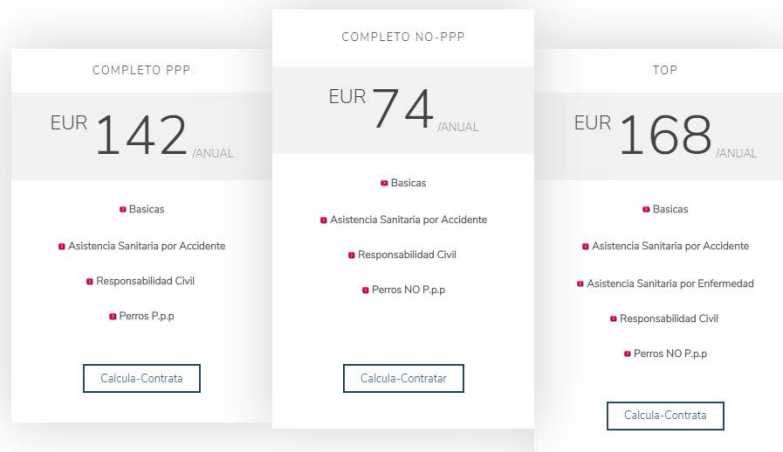 COMPLETO PPP
EUR 142 /ANUAL
Basicas
Asistencia Sanitaria por Accidente
Responsabilidad Civil
Perros P.p.p
Calcula-Contrata
COMPLETO NO-PPP
EUR 74 /ANUAL
Basicas
Asistencia Sanitaria por Accidente
Responsabilidad Civil
Perros NO P.p.p
Calcula-Contratar
TOP
EUR 168 /ANUAL
Basicas
Asistencia Sanitaria por Accidente
Asistencia Sanitaria por Enfermedad
Responsabilidad Civil
Perros NO P.p.p
Calcula-Contrata